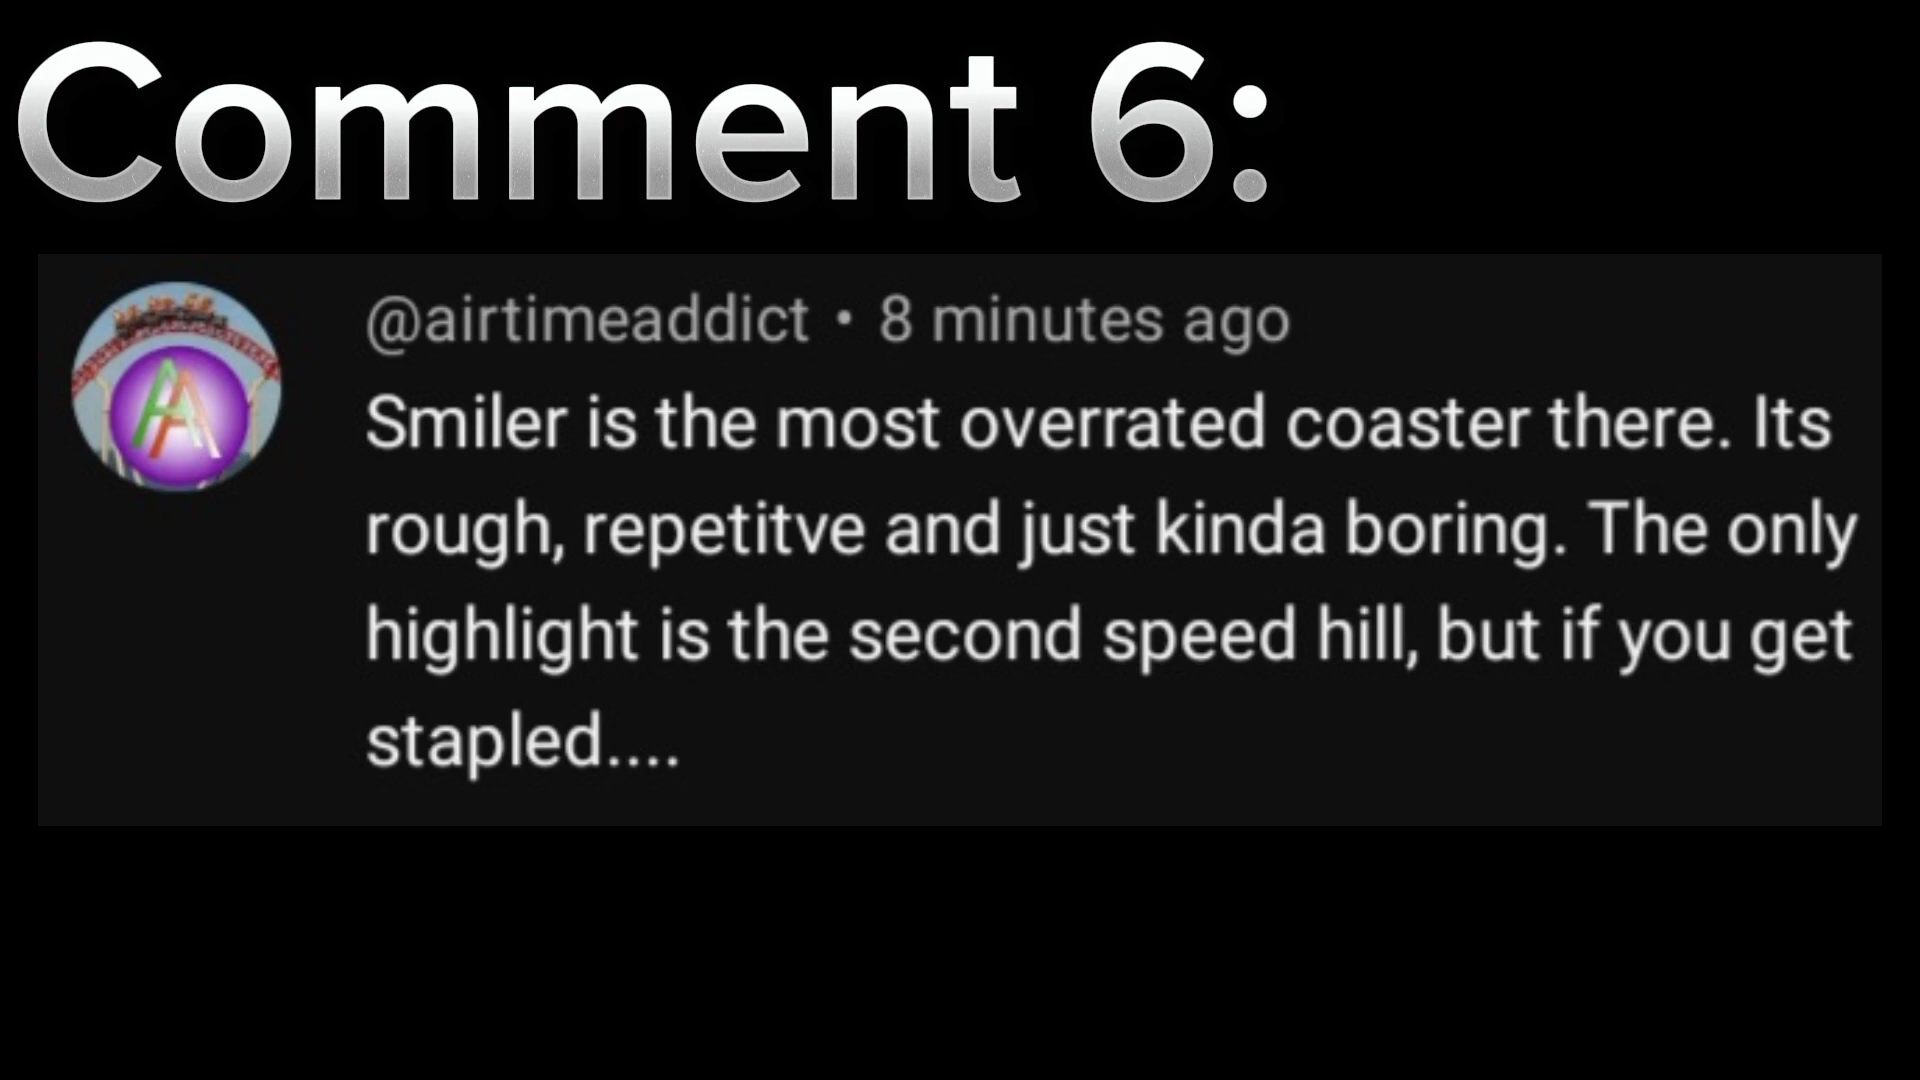 Comment 6:
@airtimeaddict • 8 minutes ago
Smiler is the most overrated coaster there. Its
rough, repetitve and just kinda boring. The only
highlight is the second speed hill, but if you get
stapled....
AA